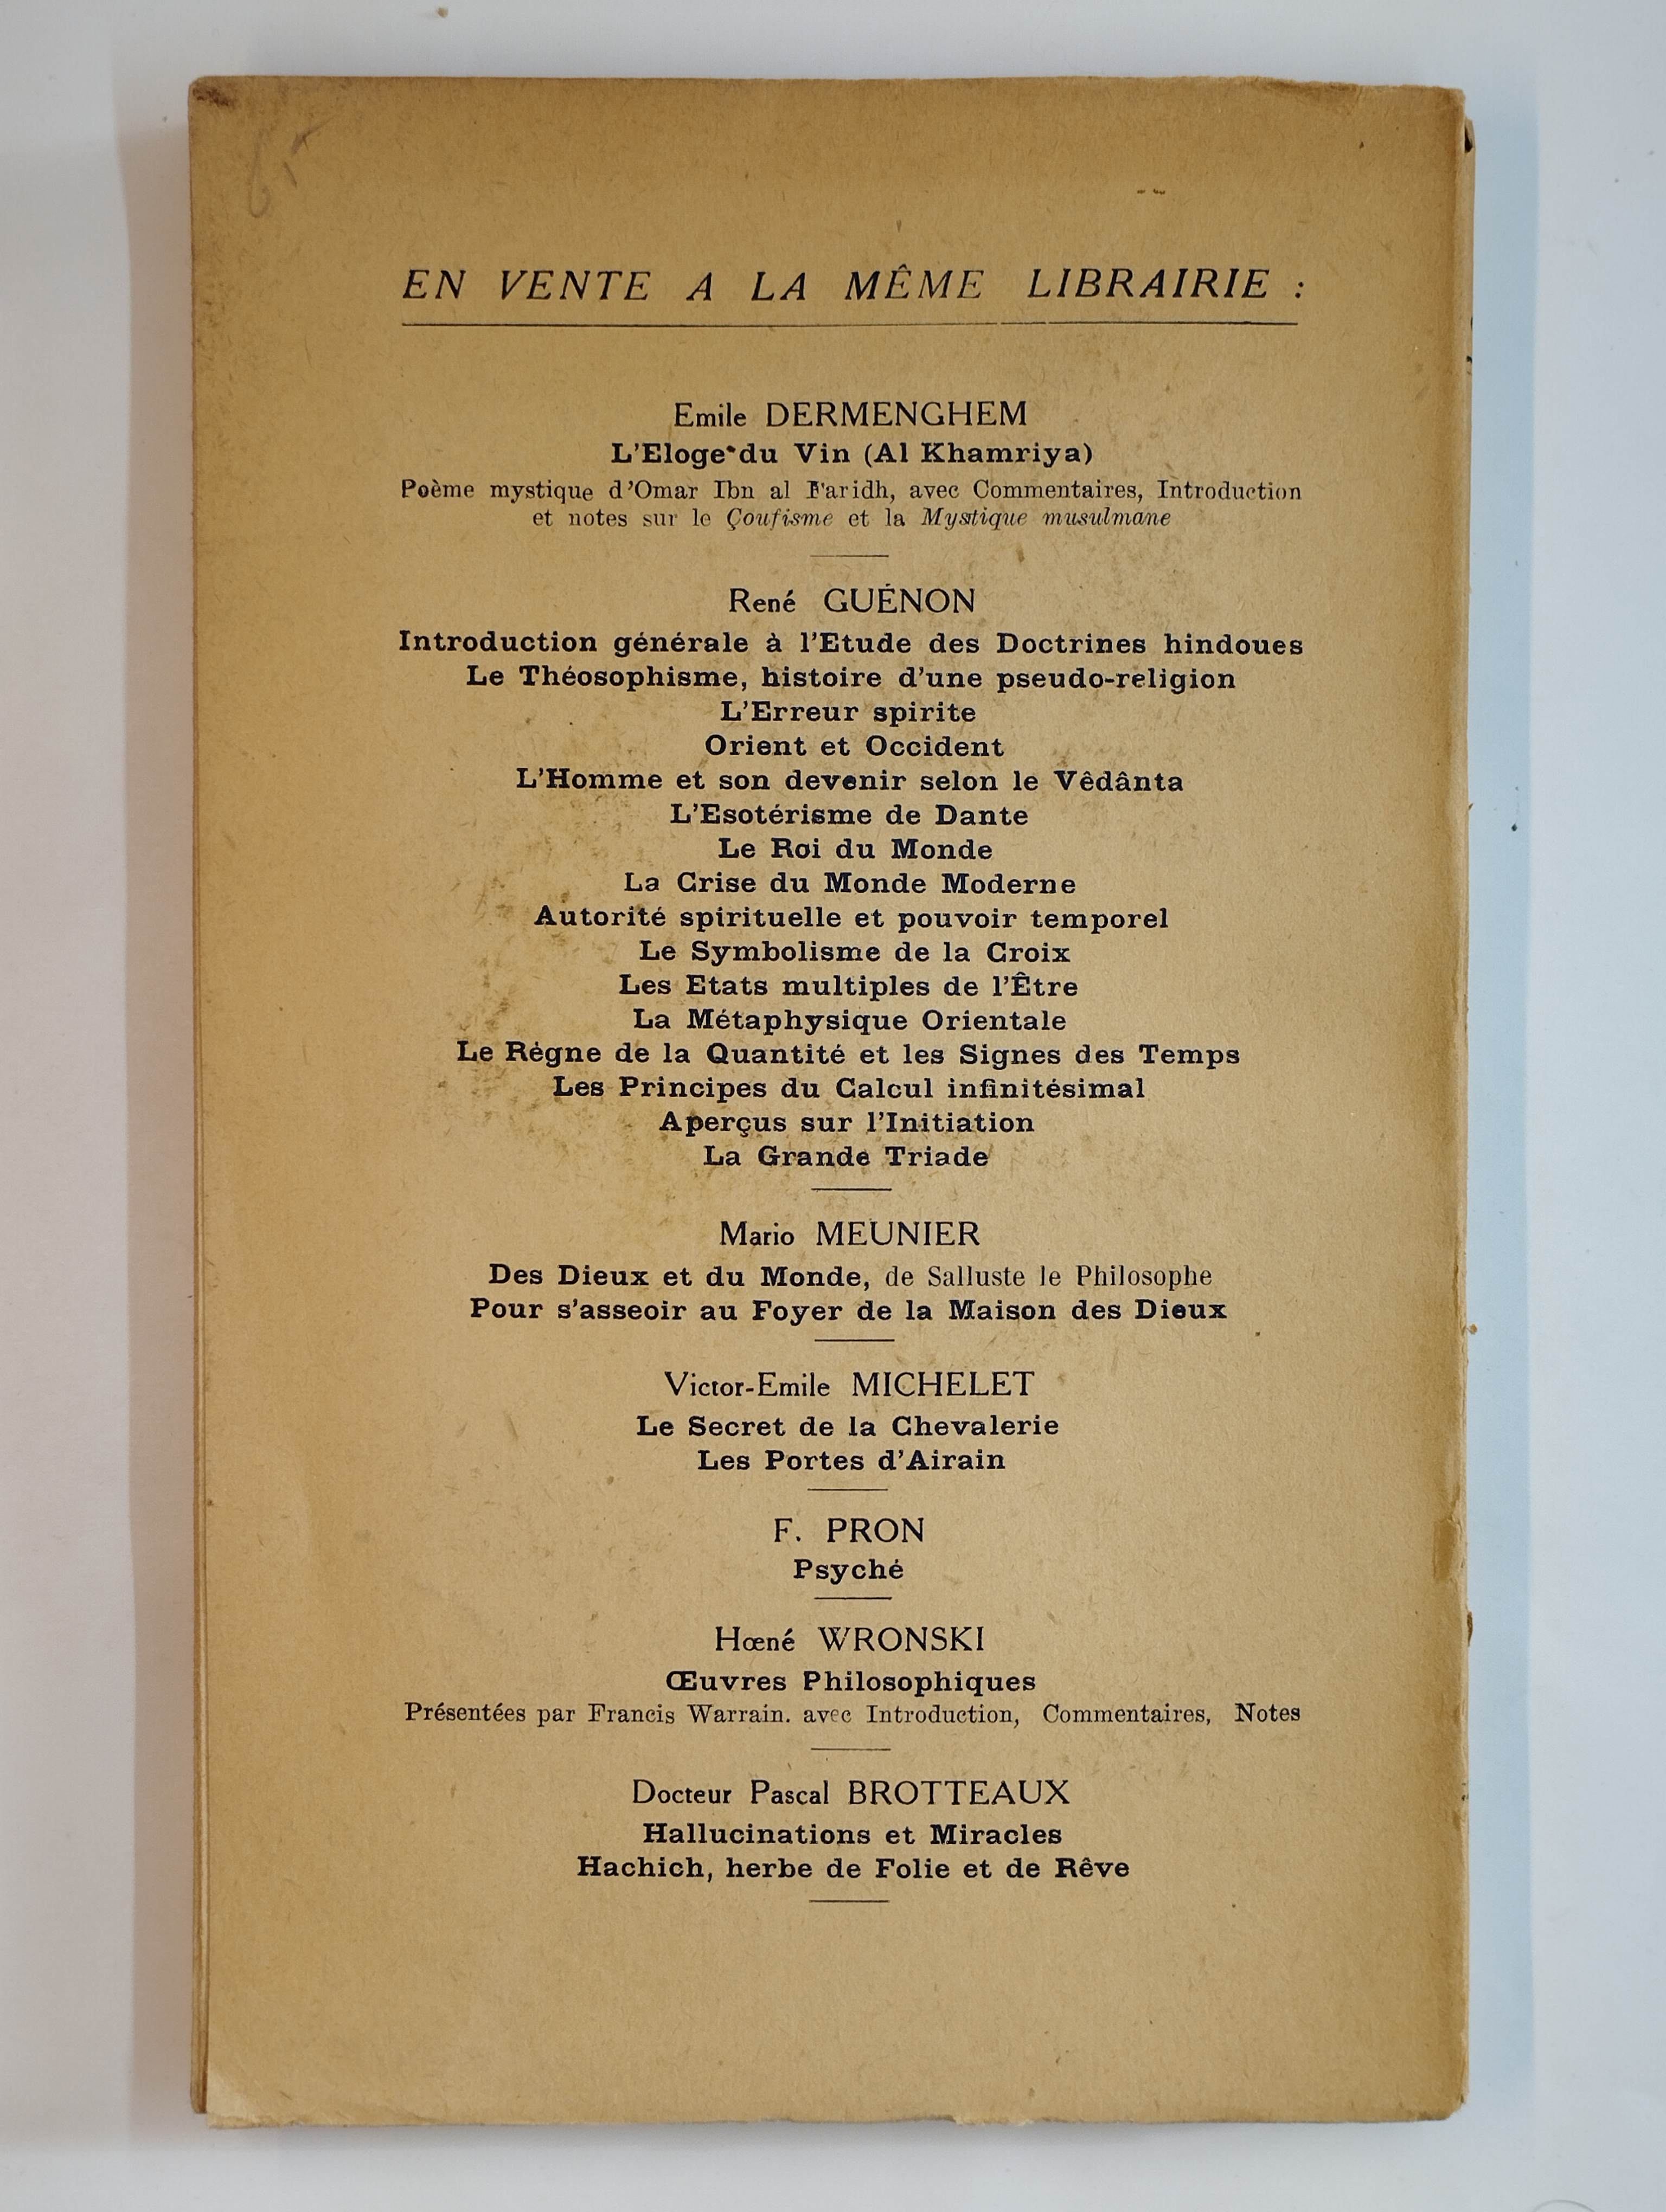 EN VENTE A LA MÊME LIBRAIRIE :
Emile DERMENGHEM
L'Eloge du Vin (Al Khamriya)
Poème mystique d'Omar Ibn al Faridh, avec Commentaires, Introduction
et notes sur le Çoufisme et la Mystique musulmane
René GUÉNON
Introduction générale à l'Etude des Doctrines hindoues
Le Théosophisme, histoire d'une pseudo-religion
L'Erreur spirite
Orient et Occident
L'Homme et son devenir selon le Vêdânta
L'Esotérisme de Dante
Le Roi du Monde
La Crise du Monde Moderne
Autorité spirituelle et pouvoir temporel
Le Symbolisme de la Croix
Les Etats multiples de l'Être
La Métaphysique Orientale
Le Règne de la Quantité et les Signes des Temps
Les Principes du Calcul infinitésimal
Aperçus sur l'Initiation
La Grande Triade
Mario MEUNIER
Des Dieux et du Monde, de Salluste le Philosophe
Pour s'asseoir au Foyer de la Maison des Dieux
Victor-Emile MICHELET
Le Secret de la Chevalerie
Les Portes d'Airain
F. PRON
Psyché
Hœné WRONSKI
Œuvres Philosophiques
Présentées par Francis Warrain. avec Introduction, Commentaires, Notes
Docteur Pascal BROTTEAUX
Hallucinations et Miracles
Hachich, herbe de Folie et de Rêve